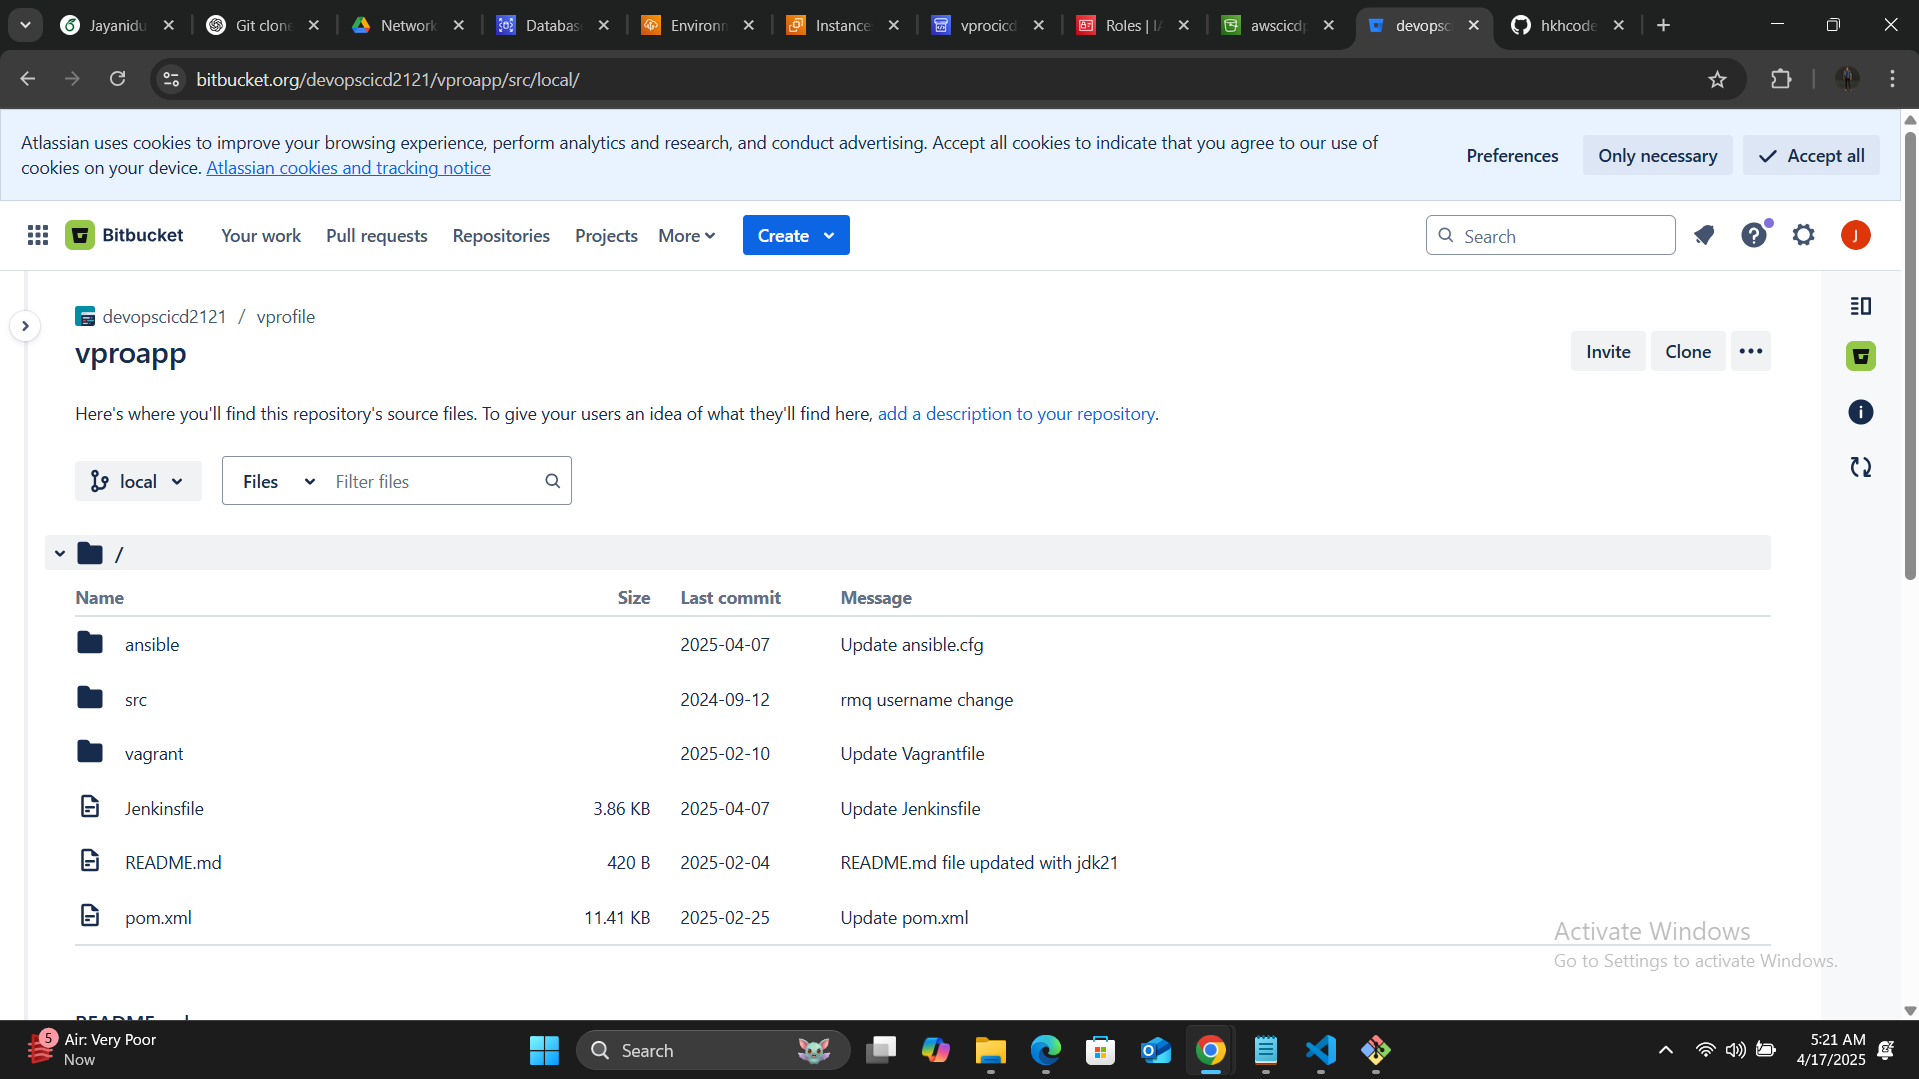 Jayanidu
Git clone
Network
Database
Environm
Instances
vprocicd
Roles | IA
awscicdp
devopsci
hkhcode
bitbucket.org/devopscicd2121/vproapp/src/local/
Atlassian uses cookies to improve your browsing experience, perform analytics and research, and conduct advertising. Accept all cookies to indicate that you agree to our use of
cookies on your device. Atlassian cookies and tracking notice
Preferences
Only necessary
Accept all
Bitbucket
Your work
Pull requests
Repositories
Projects
More
Create
Search
J
devopscicd2121 / vprofile
vproapp
Invite
Clone
Here's where you'll find this repository's source files. To give your users an idea of what they'll find here, add a description to your repository.
local
Files
Filter files
/
Name Size Last commit Message
ansible 2025-04-07 Update ansible.cfg
src 2024-09-12 rmq username change
vagrant 2025-02-10 Update Vagrantfile
Jenkinsfile 3.86 KB 2025-04-07 Update Jenkinsfile
README.md 420 B 2025-02-04 README.md file updated with jdk21
pom.xml 11.41 KB 2025-02-25 Update pom.xml
Activate Windows
Go to Settings to activate Windows.
README.md
5
Air: Very Poor
Now
Search
5:21 AM
4/17/2025